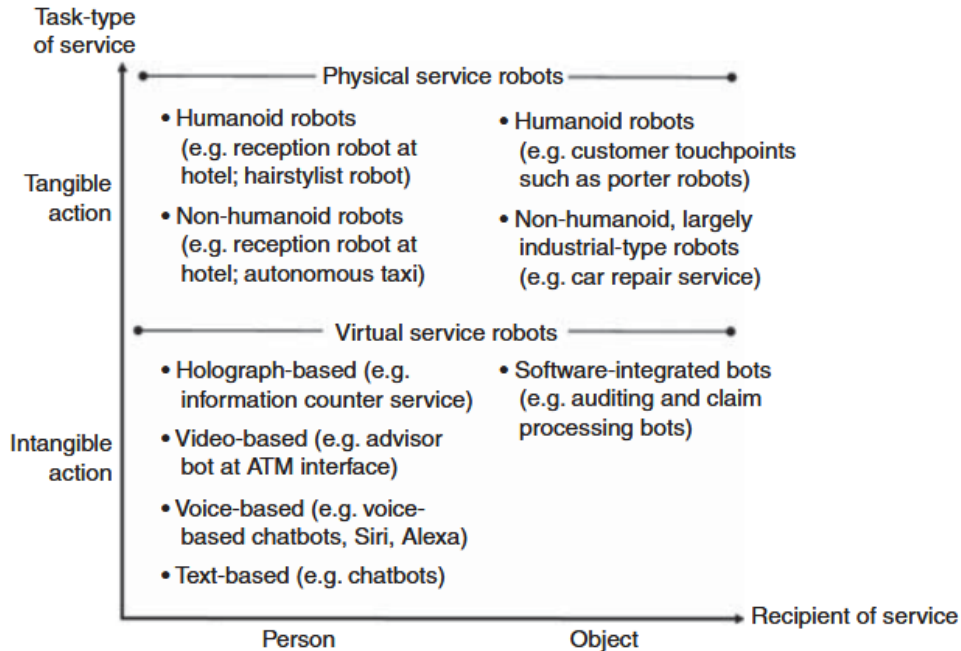 Task-type
of service
Physical service robots
• Humanoid robots
(e.g. reception robot at
hotel; hairstylist robot)
• Non-humanoid robots
(e.g. reception robot at
hotel; autonomous taxi)
• Humanoid robots
(e.g. customer touchpoints
such as porter robots)
• Non-humanoid, largely
industrial-type robots
(e.g. car repair service)
Tangible
action
Virtual service robots
• Holograph-based (e.g.
information counter service)
• Video-based (e.g. advisor
bot at ATM interface)
• Voice-based (e.g. voice-
based chatbots, Siri, Alexa)
• Text-based (e.g. chatbots)
• Software-integrated bots
(e.g. auditing and claim
processing bots)
Intangible
action
Recipient of service
Person
Object